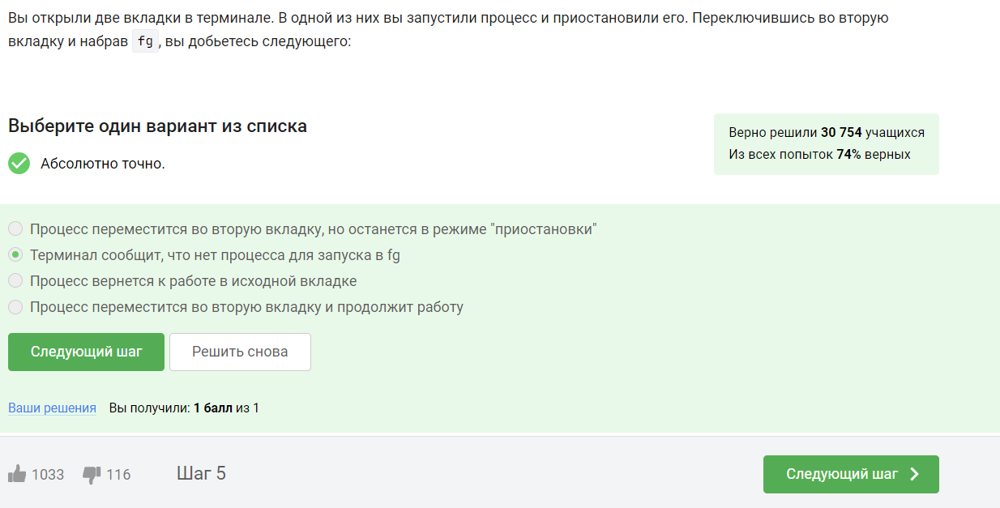 Вы открыли две вкладки в терминале. В одной из них вы запустили процесс и приостановили его. Переключившись во вторую
вкладку и набрав fg, вы добьетесь следующего:
Выберите один вариант из списка
Абсолютно точно.
Верно решили 30 754 учащихся
Из всех попыток 74% верных
Процесс переместится во вторую вкладку, но останется в режиме "приостановки"
Терминал сообщит, что нет процесса для запуска в fg
Процесс вернется к работе в исходной вкладке
Процесс переместится во вторую вкладку и продолжит работу
Следующий шаг
Решить снова
Ваши решения Вы получили: 1 балл из 1
1033 116 Шаг 5
Следующий шаг